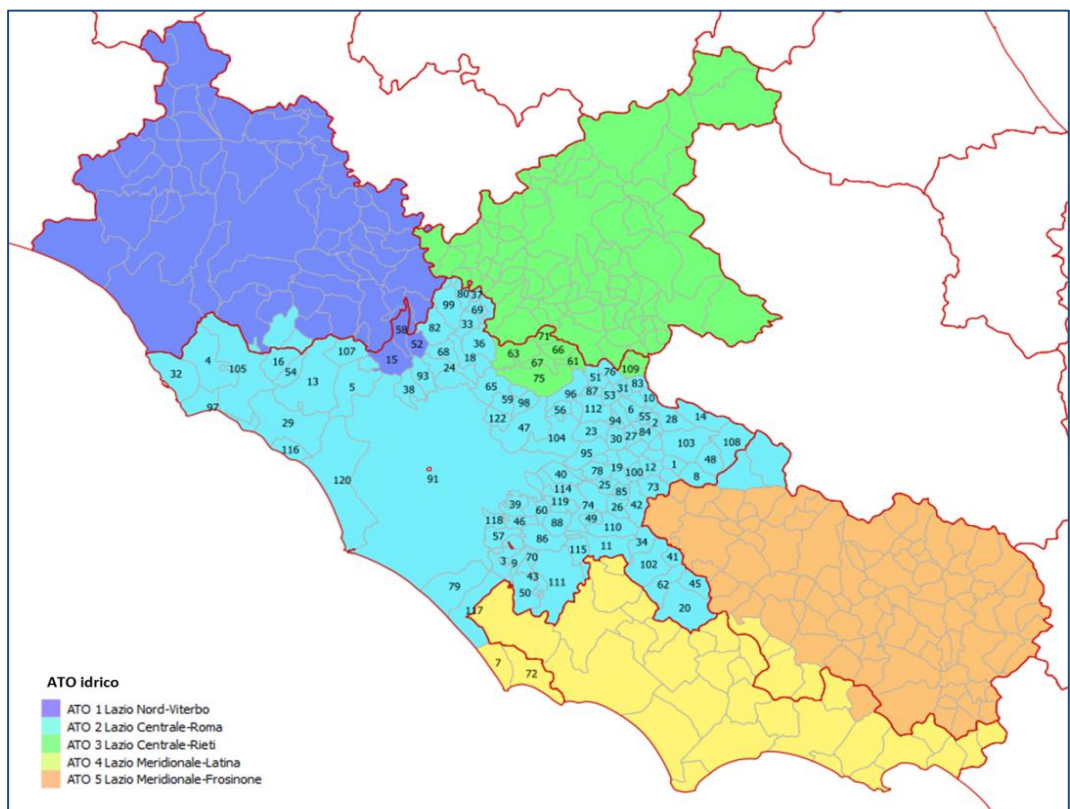 80 37
99 69
82 33
58
52 36
71
107 68 18
15
63 66
4 16
67 61
105 54
24
76 109
32
13 93
75 51
5 38
65 87 31 83
96 53
97
59 98 10
56 112 6
29
122 94 55 2 28 14
47
23 30 27 84
104
103 108
116
95
48
91
78 19 100 12 1
120
40
8
114 25 85 73
39 119 74 26 42
60
118 46 88 49 110
57 86
34
115 11
3 9 70
41
102
79
43 111
62 45
50
117
20
7
72
ATO idrico
ATO 1 Lazio Nord-Viterbo
ATO 2 Lazio Centrale-Roma
ATO 3 Lazio Centrale-Rieti
ATO 4 Lazio Meridionale-Latina
ATO 5 Lazio Meridionale-Frosinone